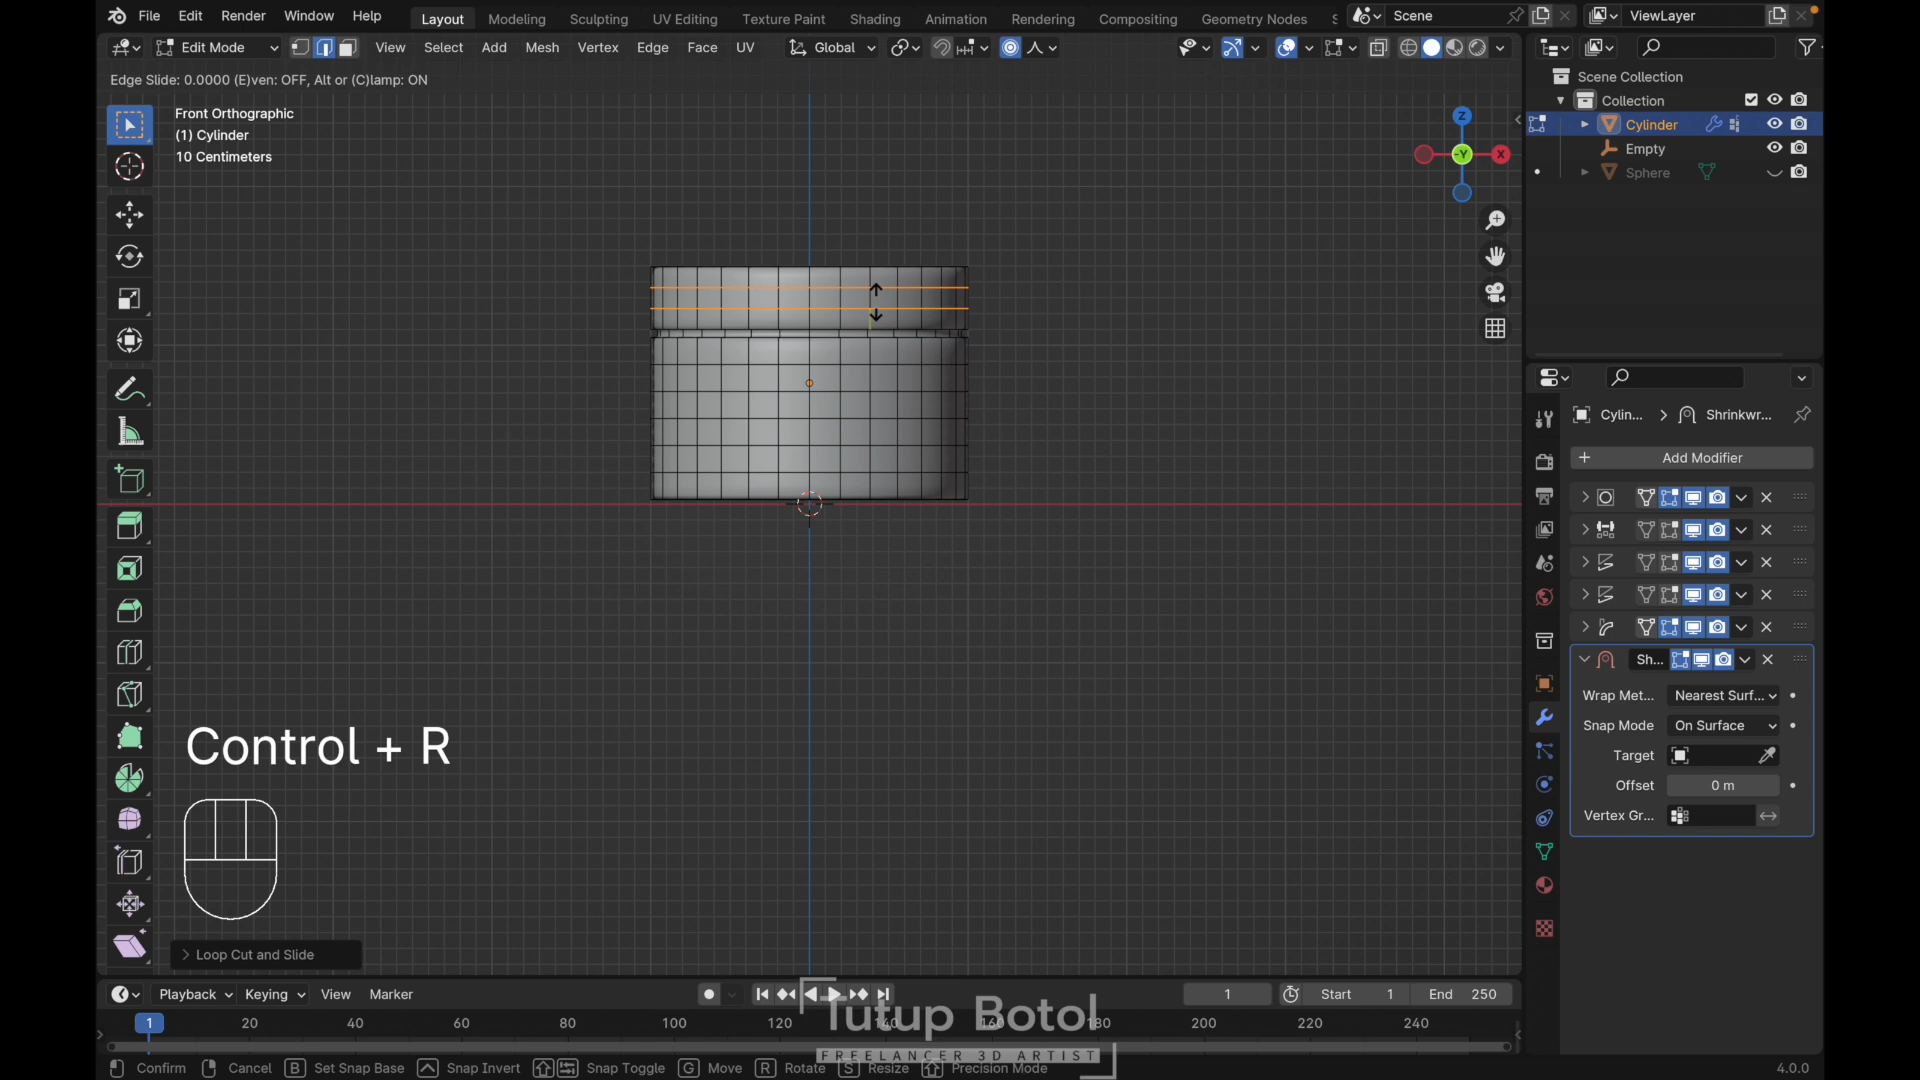 File Edit Render Window Help Layout Modeling Sculpting UV Editing Texture Paint Shading Animation Rendering Compositing Geometry Nodes S Scene ViewLayer
Edit Mode View Select Add Mesh Vertex Edge Face UV Global
Edge Slide: 0.0000 (E)ven: OFF, Alt or (C)lamp: ON
Front Orthographic
(1) Cylinder
10 Centimeters
Z
-Y
X
Scene Collection
Collection
Cylinder
Empty
Sphere
Cylin... > Shrinkwr...
+ Add Modifier
Sh...
Wrap Met... Nearest Surf...
Snap Mode On Surface
Target
Offset 0 m
Vertex Gr...
Control + R
> Loop Cut and Slide
Playback Keying View Marker 1 Start 1 End 250
1 20 40 60 80 100 120 140 160 180 200 220 240
Tutup Botol
FREELANCER 3D ARTIST
Confirm Cancel B Set Snap Base Snap Invert Snap Toggle G Move R Rotate S Resize Precision Mode 4.0.0